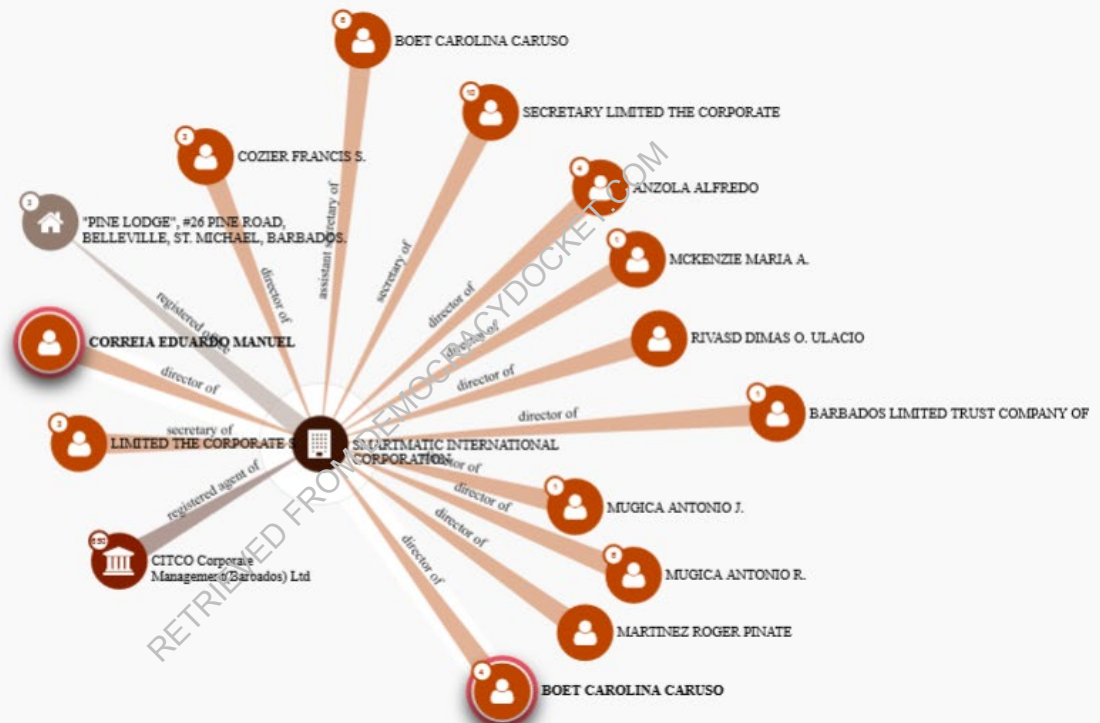 BOET CAROLINA CARUSO
SECRETARY LIMITED THE CORPORATE
COZIER FRANCIS S.
ANZOLA ALFREDO
"PINE LODGE", #26 PINE ROAD,
BELLEVILLE, ST. MICHAEL, BARBADOS.
MCKENZIE MARIA A.
CORREIA EDUARDO MANUEL
RIVASD DIMAS O. ULACIO
BARBADOS LIMITED TRUST COMPANY OF
LIMITED THE CORPORATE S
SMARTMATIC INTERNATIONAL
CORPORATION
MUGICA ANTONIO J.
CITCO Corporate
Management (Barbados) Ltd
MUGICA ANTONIO R.
MARTINEZ ROGER PINATE
BOET CAROLINA CARUSO
assistant secretary of
secretary of
director of
director of
director of
director of
director of
registered office
director of
secretary of
registered agent of
director of
director of
director of
director of
RETRIEVED FROM DEMOCRACYDOCKET.COM